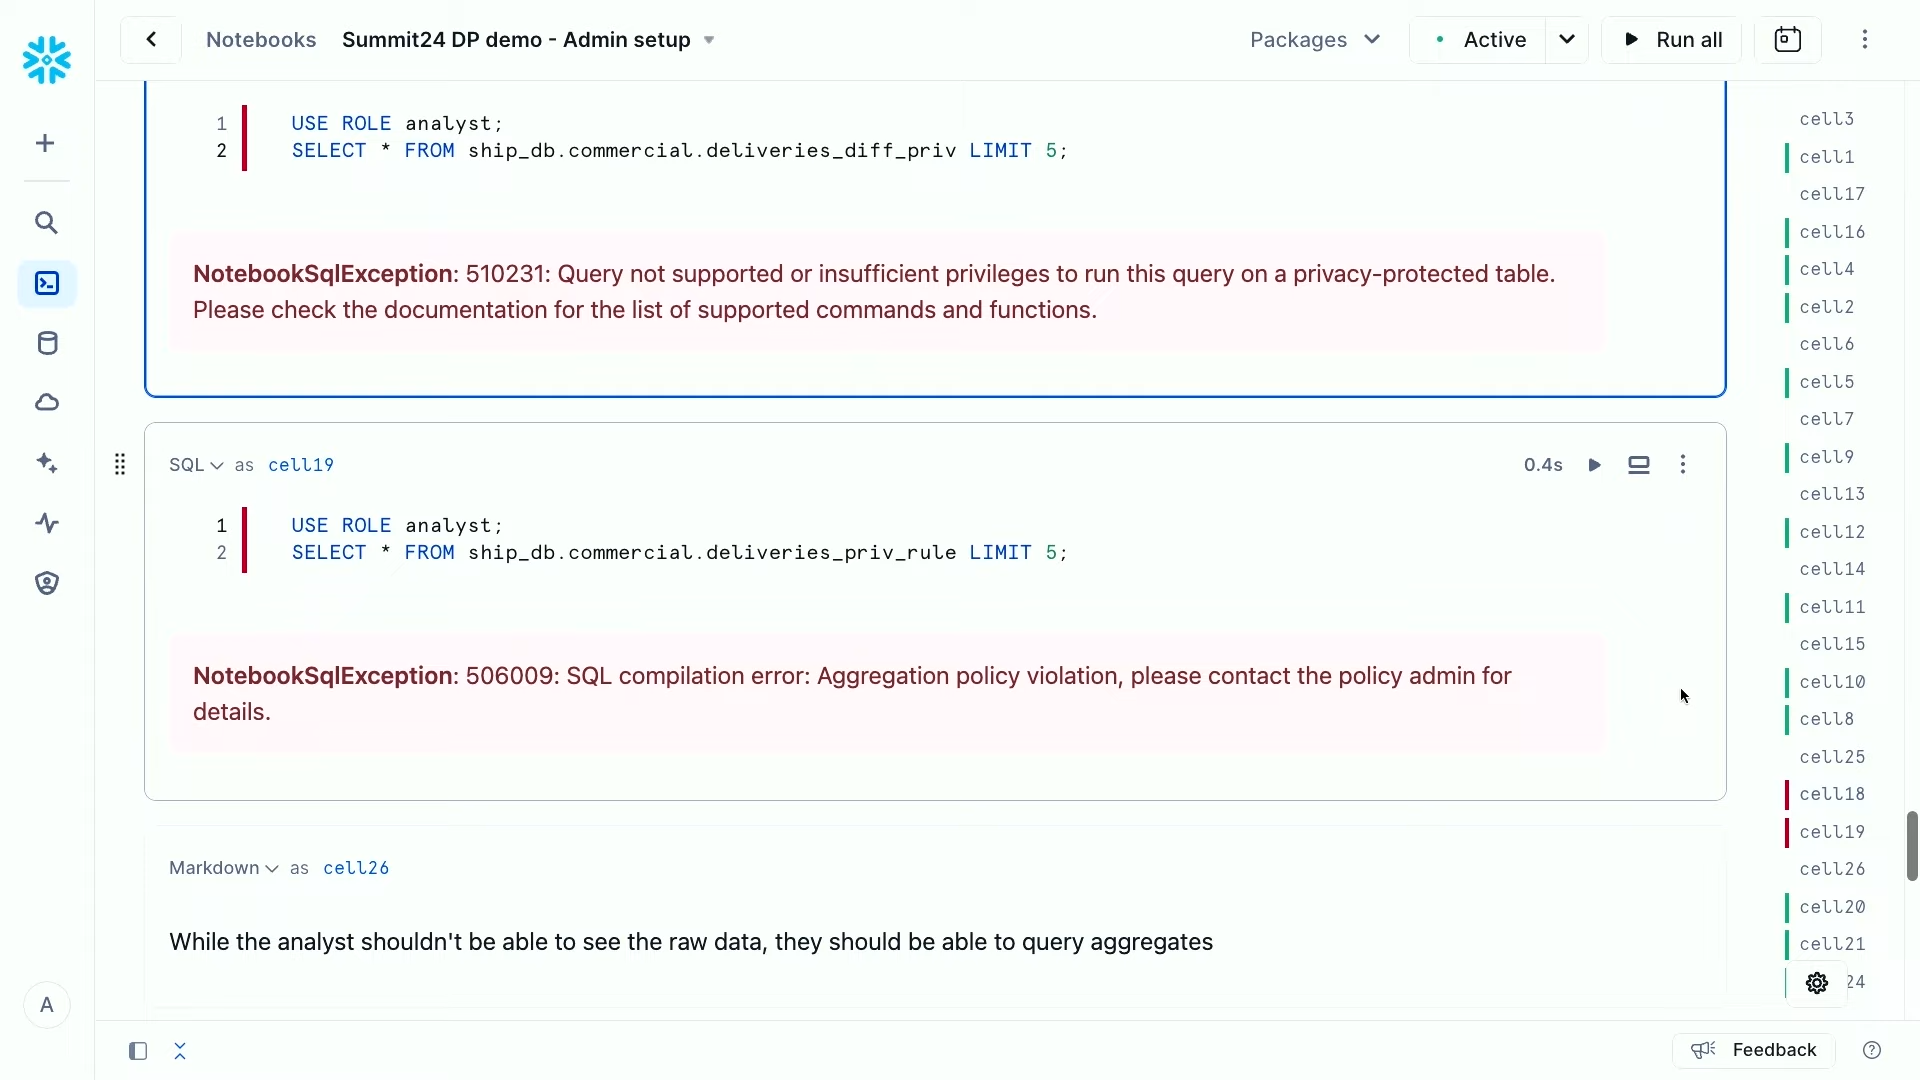 Notebooks Summit24 DP demo - Admin setup Packages Active Run all
1 USE ROLE analyst;
2 SELECT * FROM ship_db.commercial.deliveries_diff_priv LIMIT 5;
NotebookSqlException: 510231: Query not supported or insufficient privileges to run this query on a privacy-protected table.
Please check the documentation for the list of supported commands and functions.
SQL as cell19 0.4s
1 USE ROLE analyst;
2 SELECT * FROM ship_db.commercial.deliveries_priv_rule LIMIT 5;
NotebookSqlException: 506009: SQL compilation error: Aggregation policy violation, please contact the policy admin for
details.
Markdown as cell26
While the analyst shouldn't be able to see the raw data, they should be able to query aggregates
cell3
cell1
cell17
cell16
cell4
cell2
cell6
cell5
cell7
cell9
cell13
cell12
cell14
cell11
cell15
cell10
cell8
cell25
cell18
cell19
cell26
cell20
cell21
24
A
Feedback